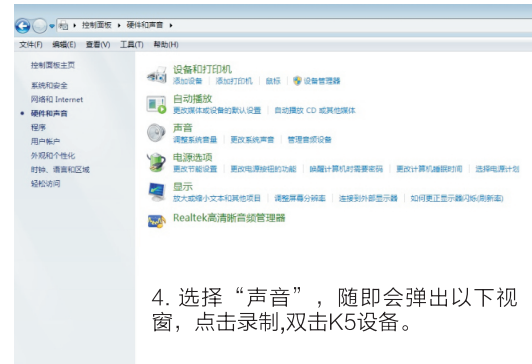 控制面板 ▸ 硬件和声音 ▸
文件(F) 编辑(E) 查看(V) 工具(T) 帮助(H)
控制面板主页
系统和安全
网络和 Internet
硬件和声音
程序
用户帐户
外观和个性化
时钟、语言和区域
轻松访问
设备和打印机
添加设备 | 添加打印机 | 鼠标 | 设备管理器
自动播放
更改媒体或设备的默认设置 | 自动播放 CD 或其他媒体
声音
调整系统音量 | 更改系统声音 | 管理音频设备
电源选项
更改节能设置 | 更改电源按钮的功能 | 唤醒计算机时需要密码 | 更改计算机睡眠时间 | 选择电源计划
显示
放大或缩小文本和其他项目 | 调整屏幕分辨率 | 连接到外部显示器 | 如何更正显示器闪烁(刷新率)
Realtek高清晰音频管理器
4. 选择“声音”，随即会弹出以下视
窗，点击录制,双击K5设备。